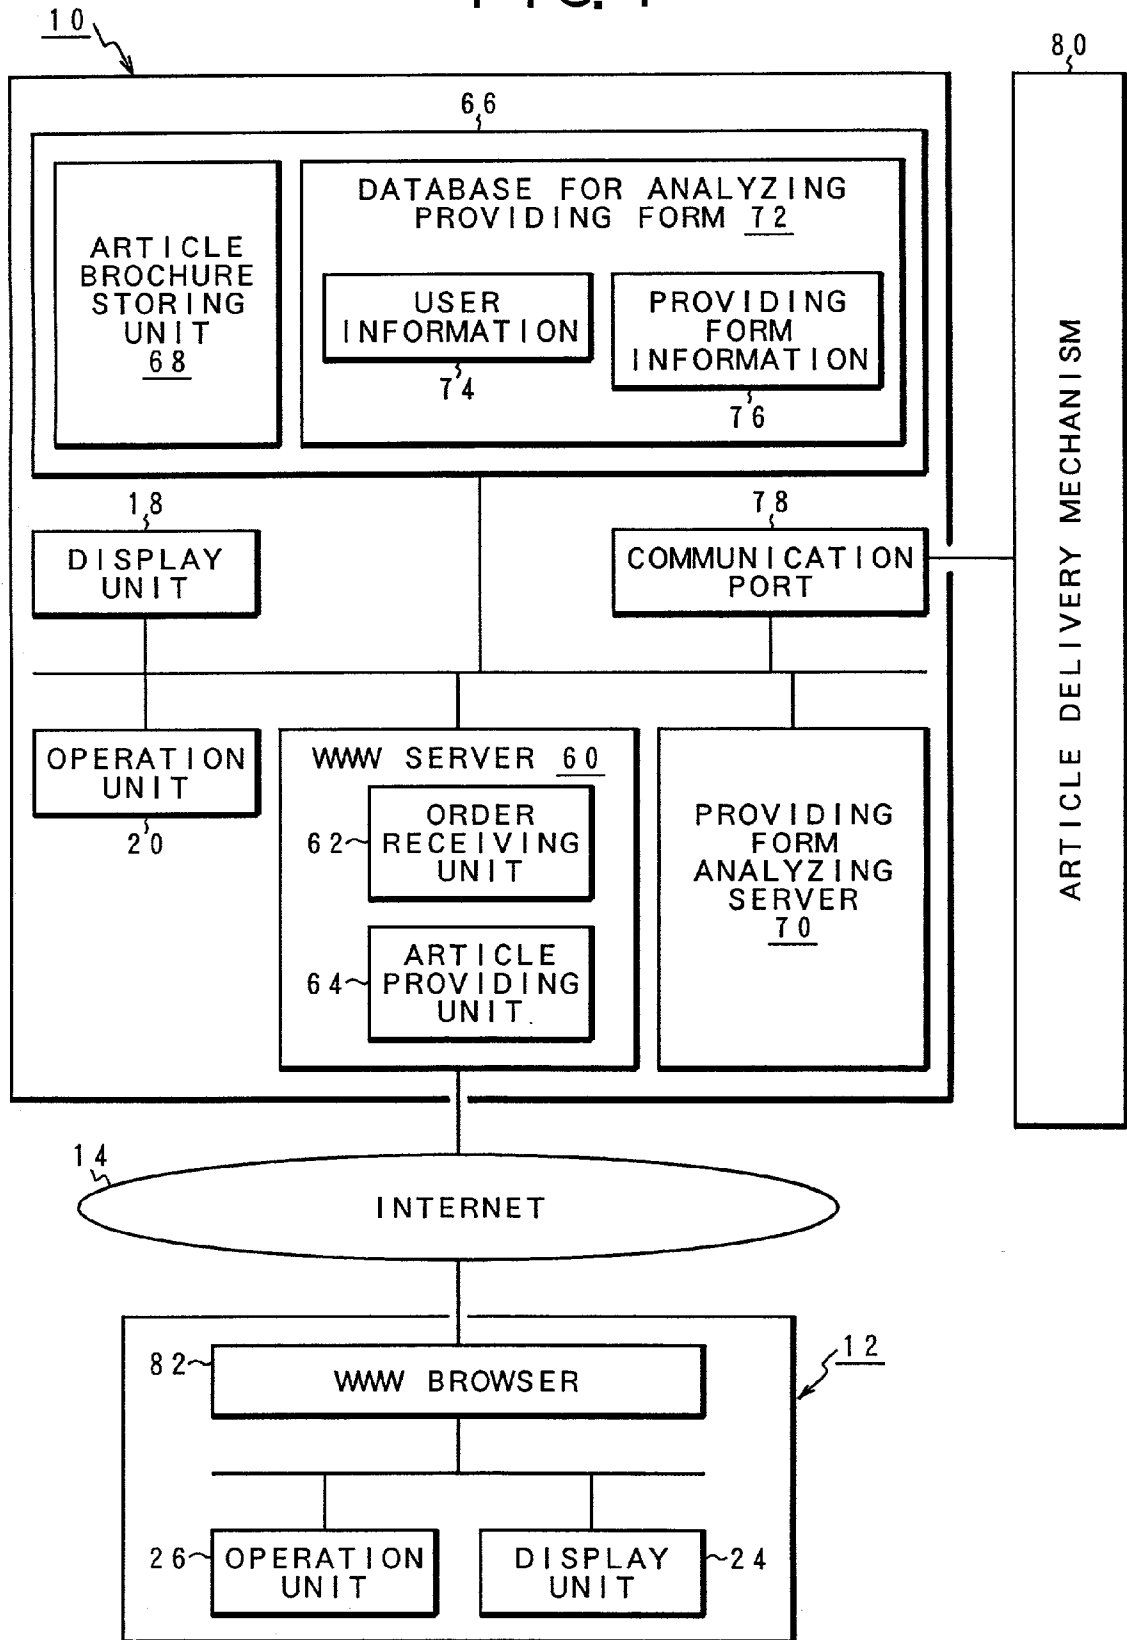 10
80
66
ARTICLE
BROCHURE
STORING
UNIT
68
DATABASE FOR ANALYZING
PROVIDING FORM 72
USER
INFORMATION
74
PROVIDING
FORM
INFORMATION
76
18
DISPLAY
UNIT
78
COMMUNICATION
PORT
ARTICLE DELIVERY MECHANISM
OPERATION
UNIT
20
WWW SERVER 60
62
ORDER
RECEIVING
UNIT
64
ARTICLE
PROVIDING
UNIT
PROVIDING
FORM
ANALYZING
SERVER
70
14
INTERNET
12
82
WWW BROWSER
26
OPERATION
UNIT
DISPLAY
UNIT
24